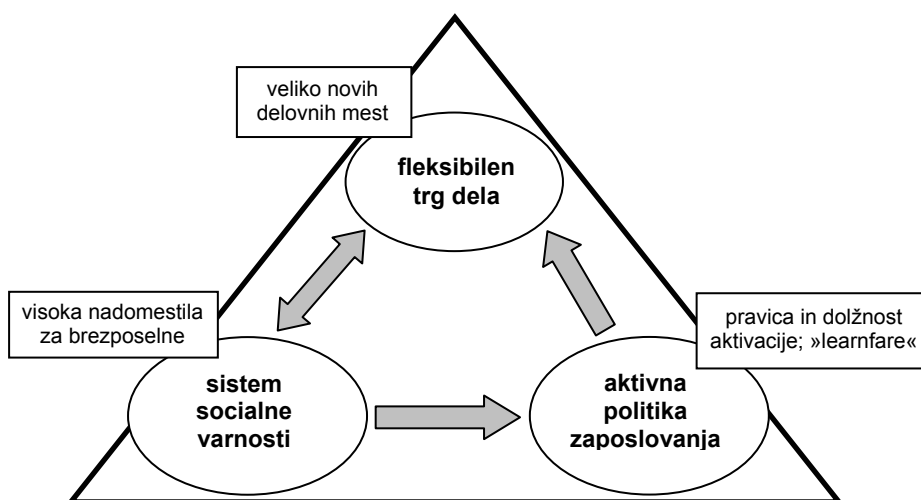 veliko novih
delovnih mest
fleksibilen
trg dela
visoka nadomestila
za brezposelne
pravica in dolžnost
aktivacije; »learnfare«
sistem
socialne
varnosti
aktivna
politika
zaposlovanja